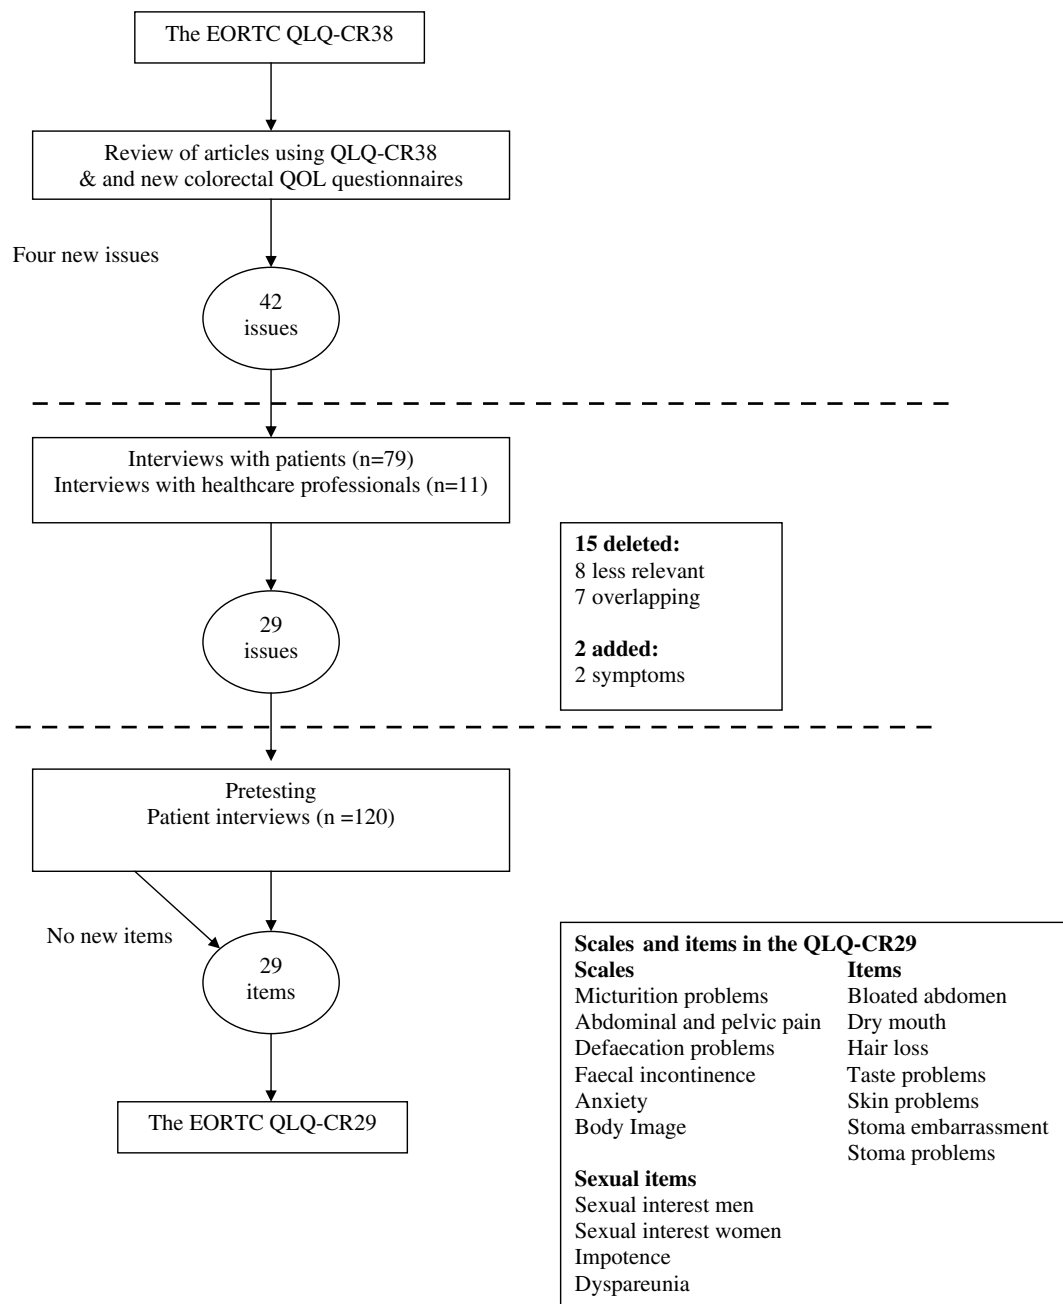 The EORTC QLQ-CR38
Review of articles using QLQ-CR38
& and new colorectal QOL questionnaires
Four new issues
42
issues
Interviews with patients (n=79)
Interviews with healthcare professionals (n=11)
15 deleted:
8 less relevant
7 overlapping
2 added:
2 symptoms
29
issues
Pretesting
Patient interviews (n =120)
No new items
29
items
The EORTC QLQ-CR29
Scales and items in the QLQ-CR29
Scales
Micturition problems
Abdominal and pelvic pain
Defaecation problems
Faecal incontinence
Anxiety
Body Image
Items
Bloated abdomen
Dry mouth
Hair loss
Taste problems
Skin problems
Stoma embarrassment
Stoma problems
Sexual items
Sexual interest men
Sexual interest women
Impotence
Dyspareunia